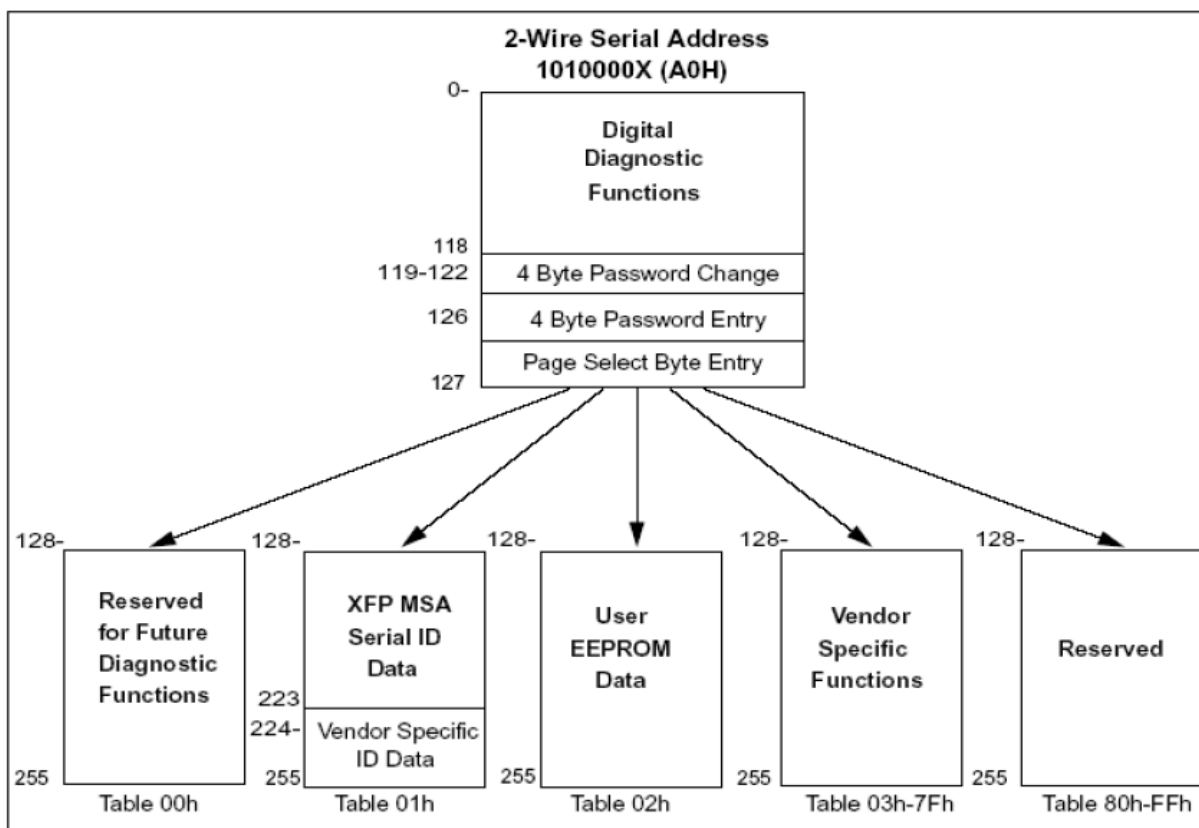 2-Wire Serial Address
1010000X (A0H)
0-
Digital
Diagnostic
Functions
118
119-122
4 Byte Password Change
126
4 Byte Password Entry
Page Select Byte Entry
127
128-
Reserved
for Future
Diagnostic
Functions
255
Table 00h
128-
XFP MSA
Serial ID
Data
223
224-
Vendor Specific
ID Data
255
Table 01h
128-
User
EEPROM
Data
255
Table 02h
128-
Vendor
Specific
Functions
255
Table 03h-7Fh
128-
Reserved
255
Table 80h-FFh